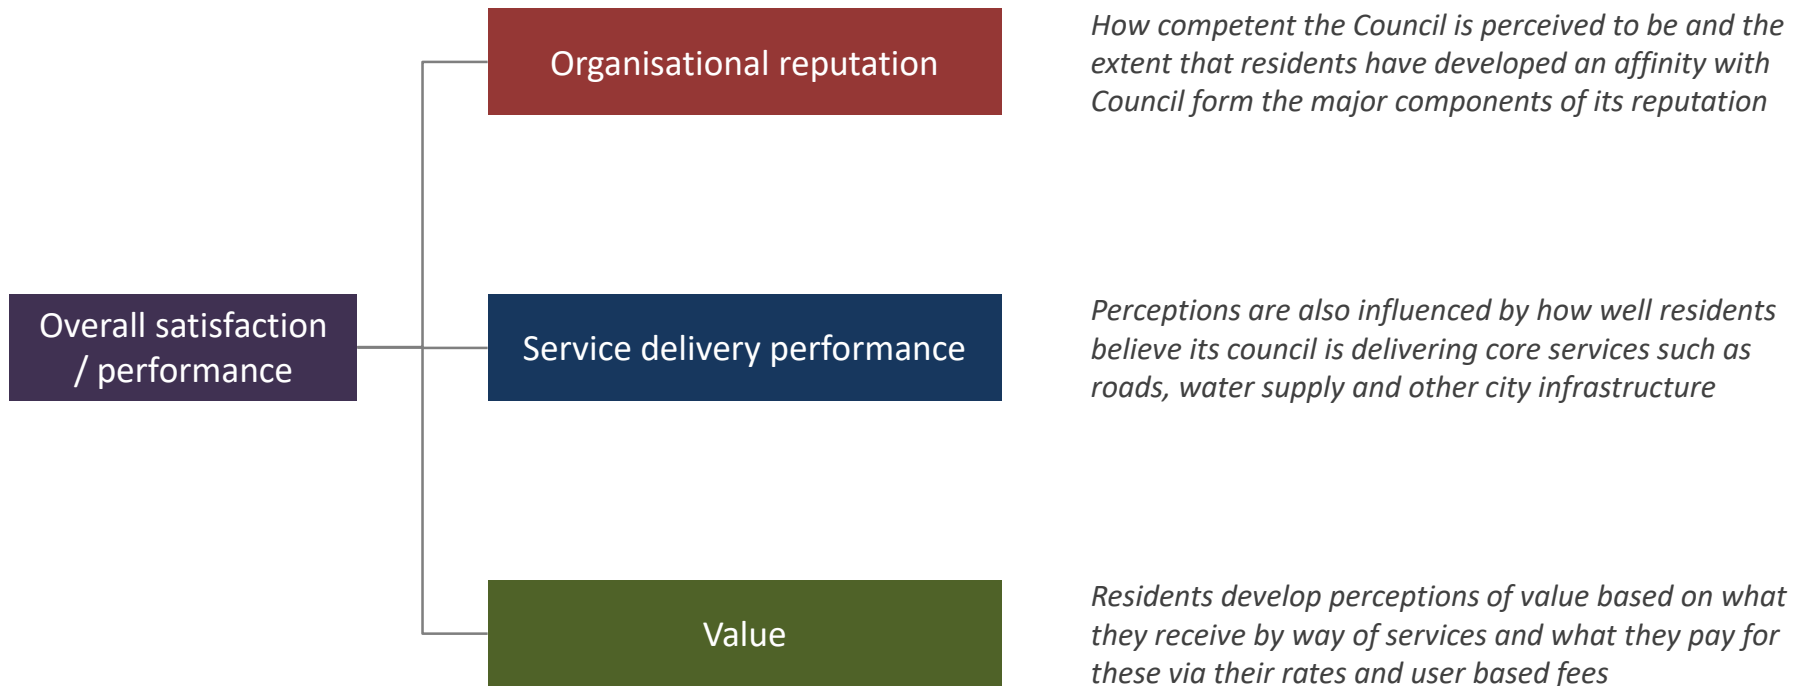 Organisational reputation
How competent the Council is perceived to be and the
extent that residents have developed an affinity with
Council form the major components of its reputation
Overall satisfaction
/ performance
Service delivery performance
Perceptions are also influenced by how well residents
believe its council is delivering core services such as
roads, water supply and other city infrastructure
Value
Residents develop perceptions of value based on what
they receive by way of services and what they pay for
these via their rates and user based fees